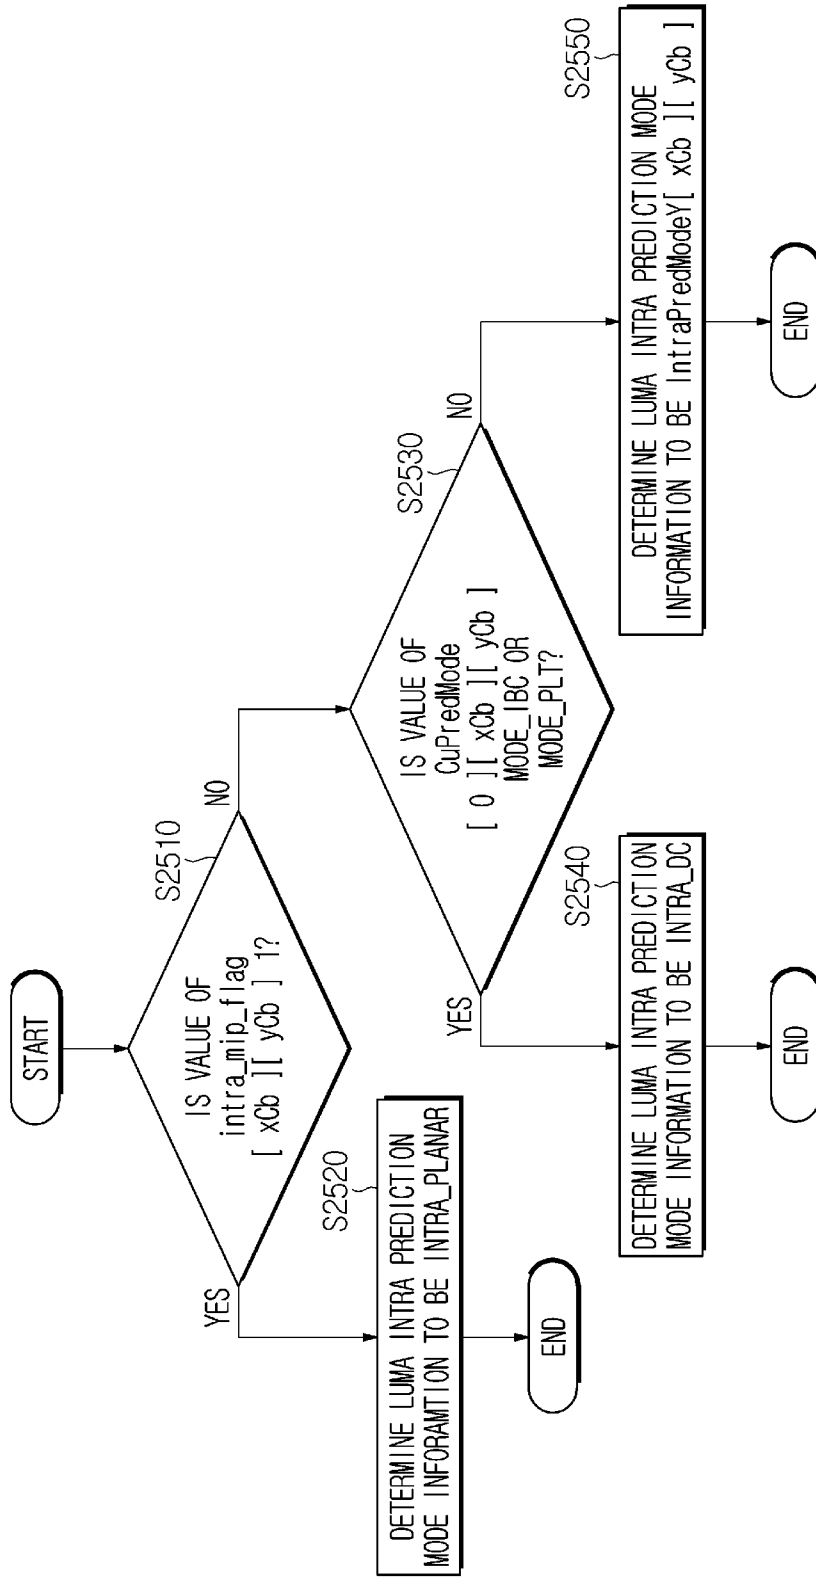 START
S2510
IS VALUE OF
intra_mip_flag
[ xCb ][ yCb ] 1?
YES
NO
S2520
DETERMINE LUMA INTRA PREDICTION
MODE INFORAMTION TO BE INTRA_PLANAR
END
S2530
IS VALUE OF
CuPredMode
[ 0 ][ xCb ][ yCb ]
MODE_IBC OR
MODE_PLT?
YES
NO
S2540
DETERMINE LUMA INTRA PREDICTION
MODE INFORMATION TO BE INTRA_DC
END
S2550
DETERMINE LUMA INTRA PREDICTION MODE
INFORMATION TO BE IntraPredModeY[ xCb ][ yCb ]
END